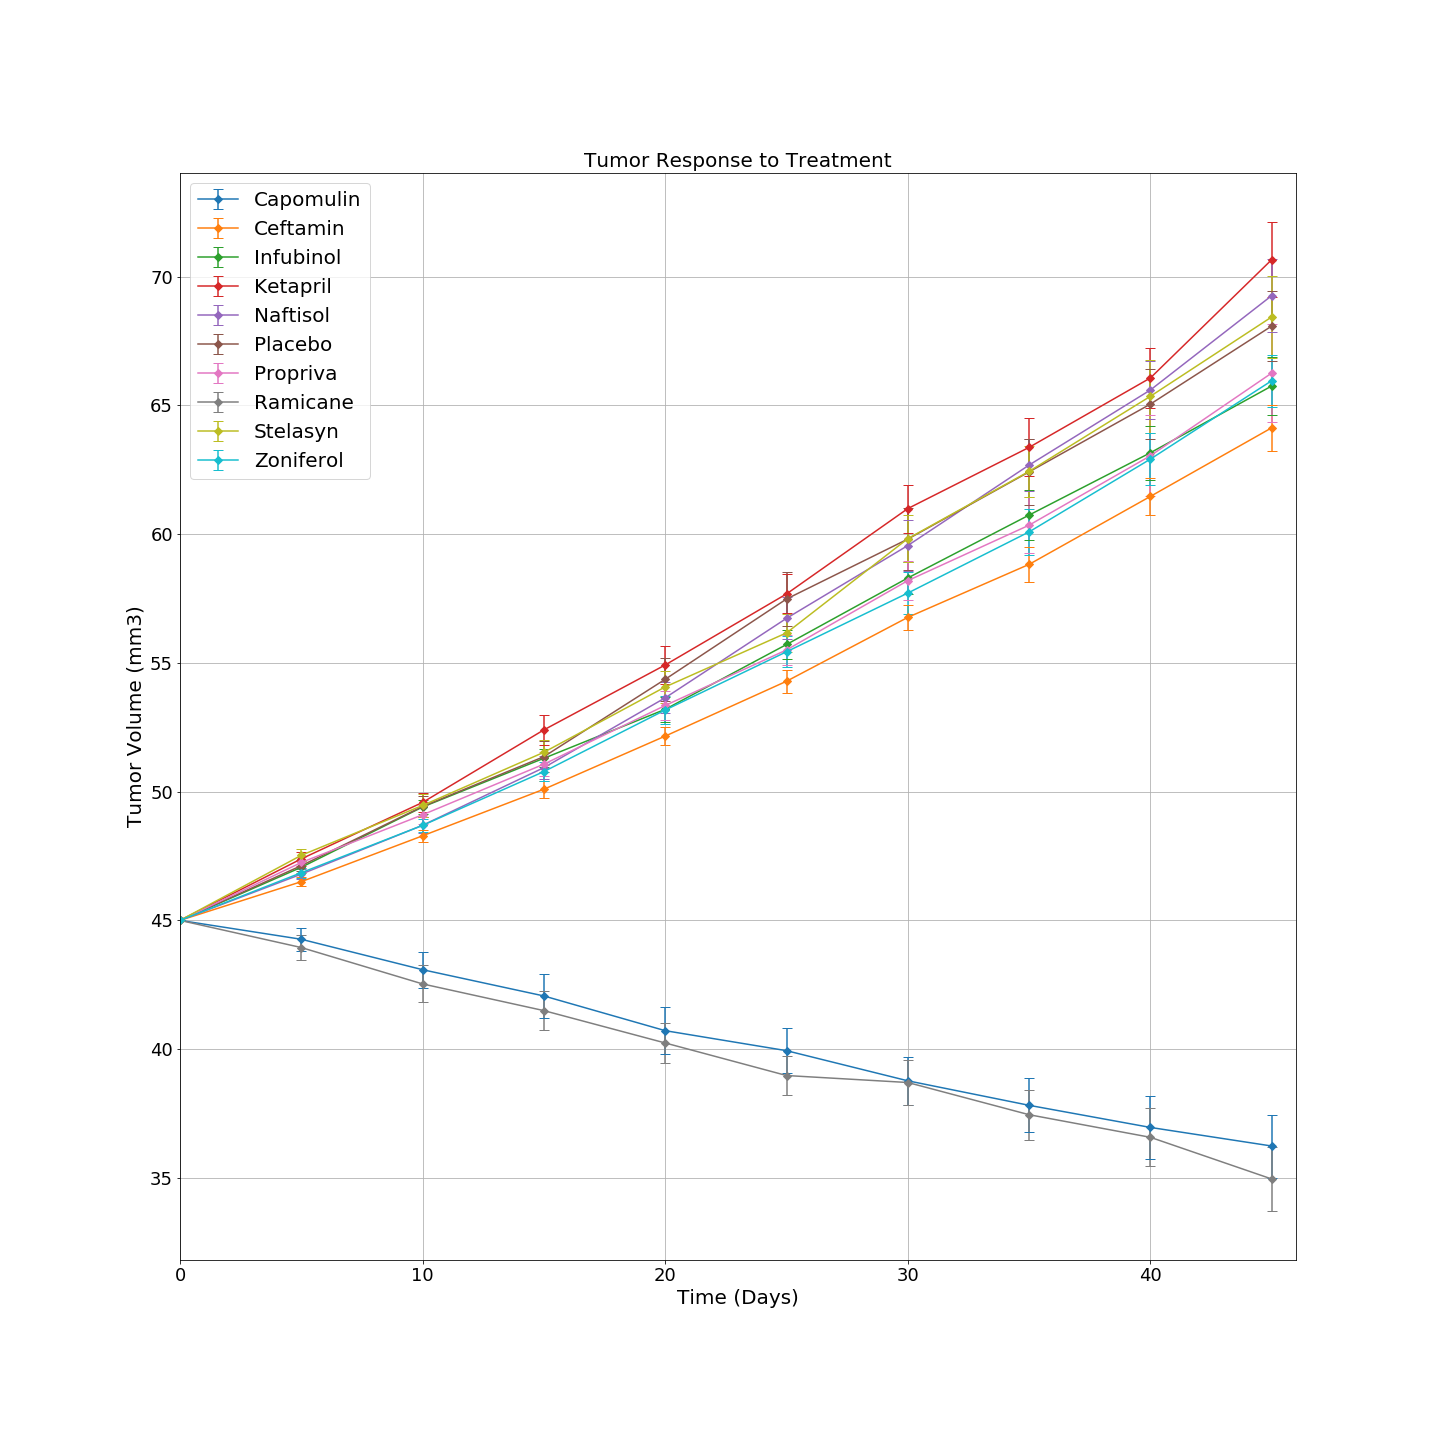 Tumor Response to Treatment
Capomulin
Ceftamin
Infubinol
Ketapril
Naftisol
Placebo
Propriva
Ramicane
Stelasyn
Zoniferol
Tumor Volume (mm3)
70
65
60
55
50
45
40
35
0 10 20 30 40
Time (Days)